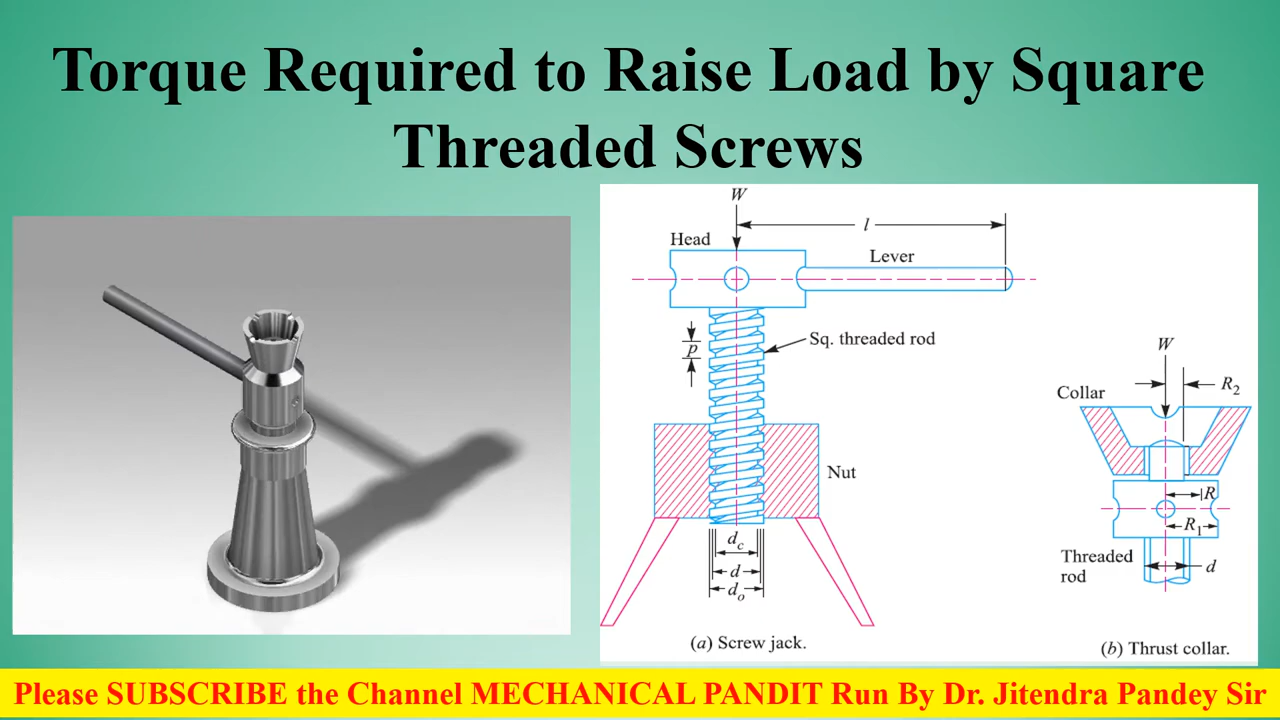 Torque Required to Raise Load by Square
Threaded Screws
W
l
Head
Lever
p
Sq. threaded rod
Nut
d_c
d
d_o
(a) Screw jack.
W
R_2
Collar
R
R_1
Threaded
rod
d
(b) Thrust collar.
Please SUBSCRIBE the Channel MECHANICAL PANDIT Run By Dr. Jitendra Pandey Sir